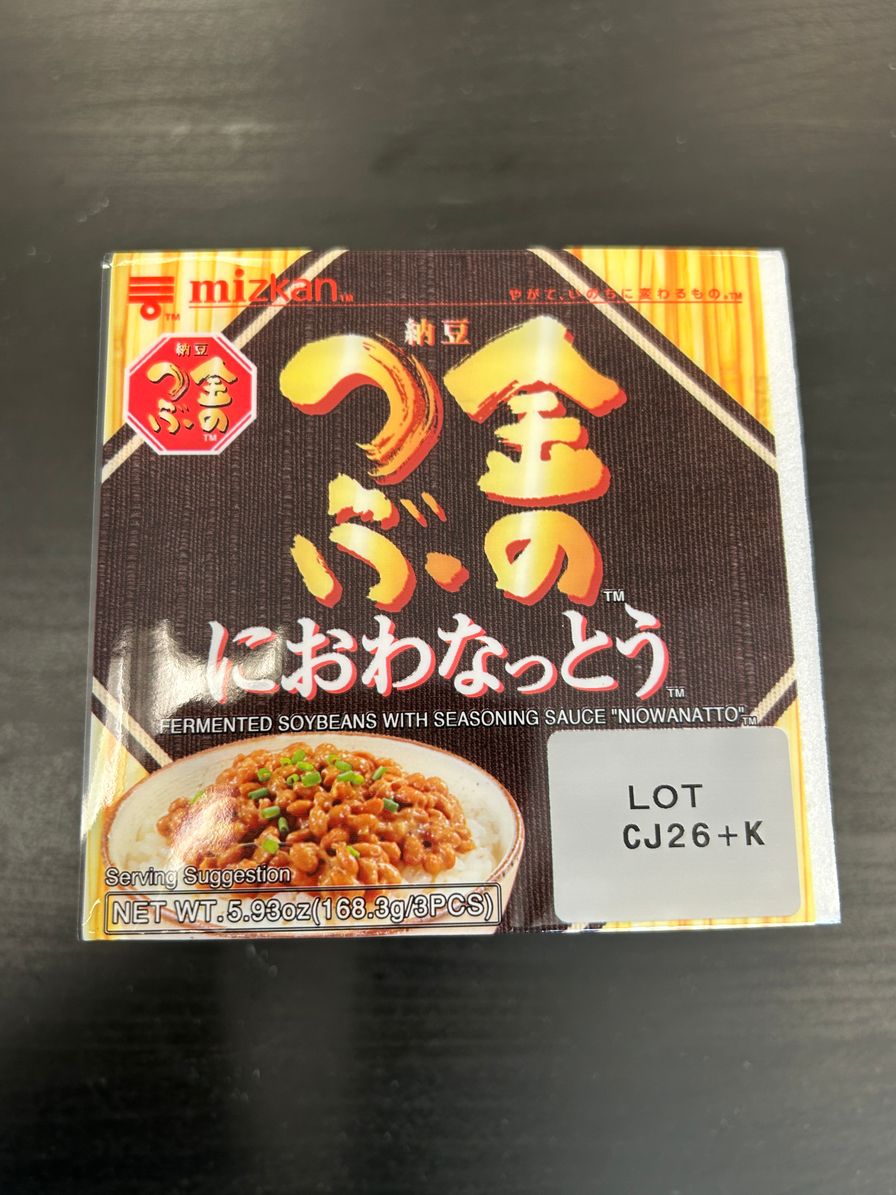 mizkan™
やがて、いのちに変わるもの。™
納豆
金の
つぶ™
納豆
金の
つぶ、™
におわなっとう™
FERMENTED SOYBEANS WITH SEASONING SAUCE "NIOWANATTO"™
LOT
CJ26+K
Serving Suggestion
NET WT.5.93oz(168.3g/3PCS)